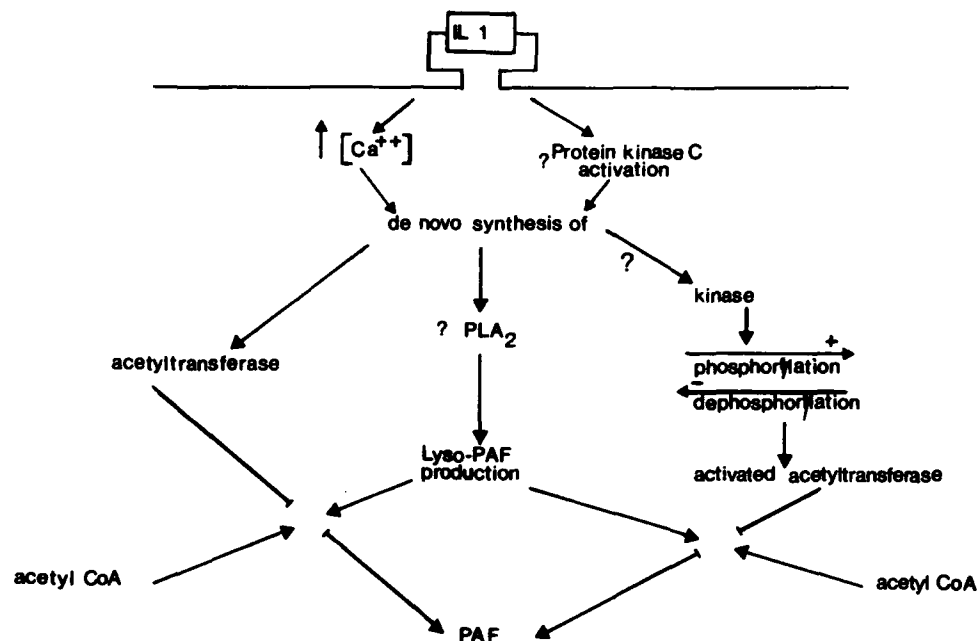 IL 1
↑ [Ca++]
? Protein kinase C
activation
de novo synthesis of
?
kinase
? PLA2
acetyltransferase
+
phosphorylation
-
dephosphorylation
Lyso-PAF
production
activated acetyltransferase
acetyl CoA
acetyl CoA
PAF